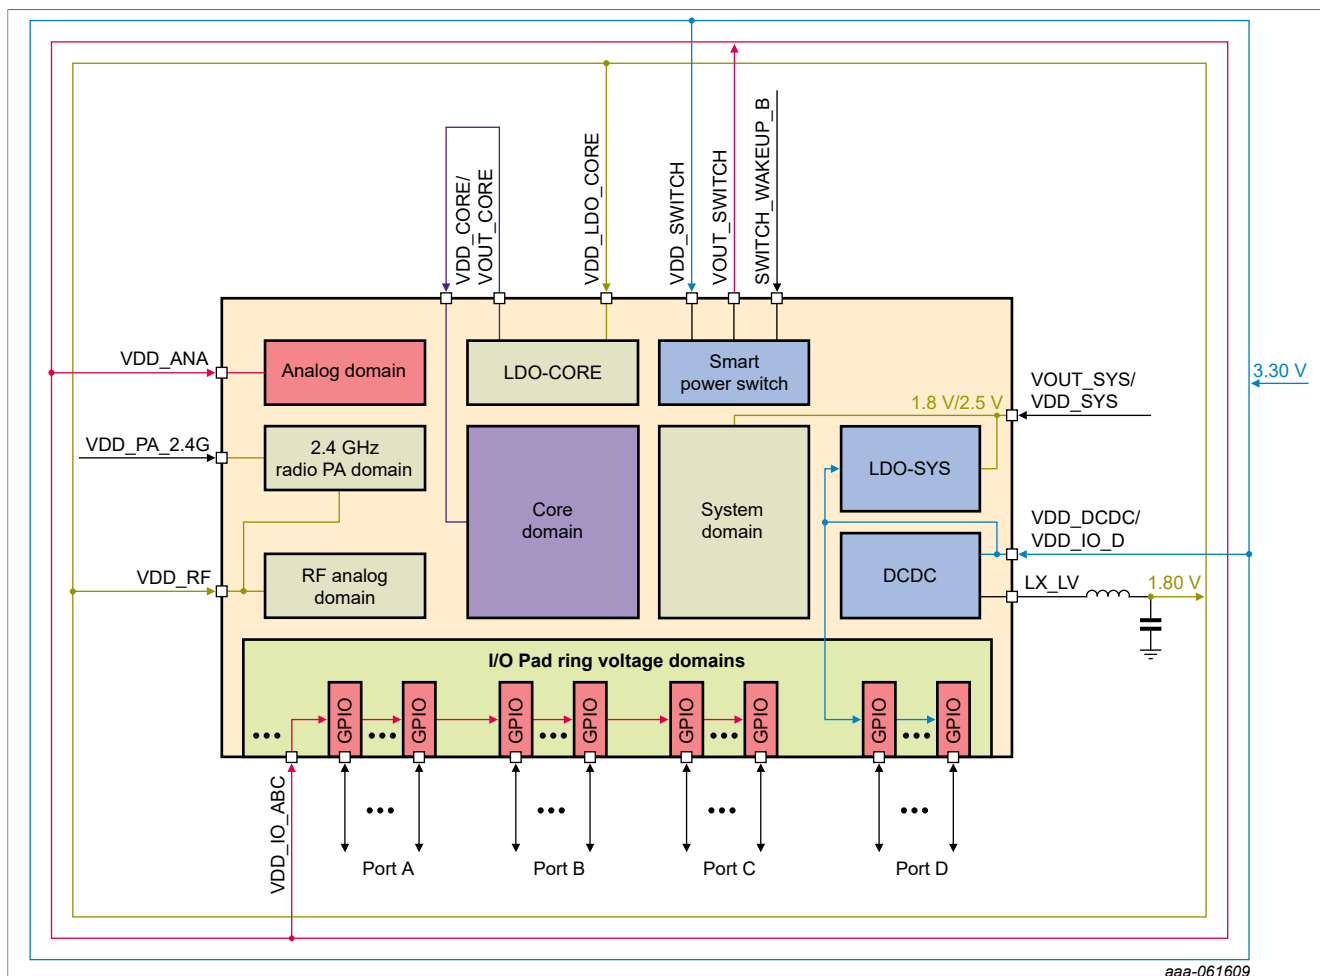 VDD_CORE/
VOUT_CORE
VDD_LDO_CORE
VDD_SWITCH
VOUT_SWITCH
SWITCH_WAKEUP_B
VDD_ANA
Analog domain
LDO-CORE
Smart
power switch
3.30 V
VOUT_SYS/
VDD_SYS
1.8 V/2.5 V
VDD_PA_2.4G
2.4 GHz
radio PA domain
LDO-SYS
Core
domain
System
domain
VDD_DCDC/
VDD_IO_D
VDD_RF
RF analog
domain
DCDC
LX_LV
1.80 V
I/O Pad ring voltage domains
GPIO
GPIO
GPIO
GPIO
GPIO
GPIO
GPIO
GPIO
VDD_IO_ABC
Port A
Port B
Port C
Port D
aaa-061609